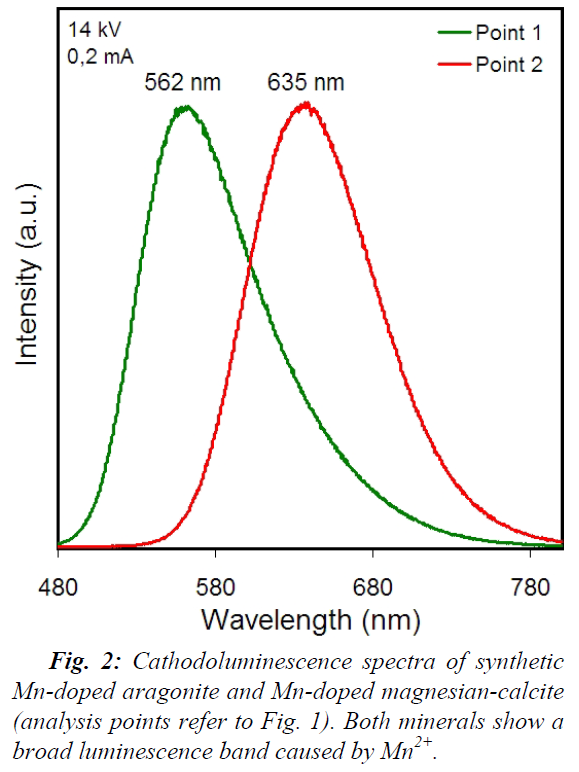 14 kV
0,2 mA
Point 1
Point 2
562 nm
635 nm
Intensity (a.u.)
480
580
680
780
Wavelength (nm)
Fig. 2: Cathodoluminescence spectra of synthetic
Mn-doped aragonite and Mn-doped magnesian-calcite
(analysis points refer to Fig. 1). Both minerals show a
broad luminescence band caused by Mn²⁺.